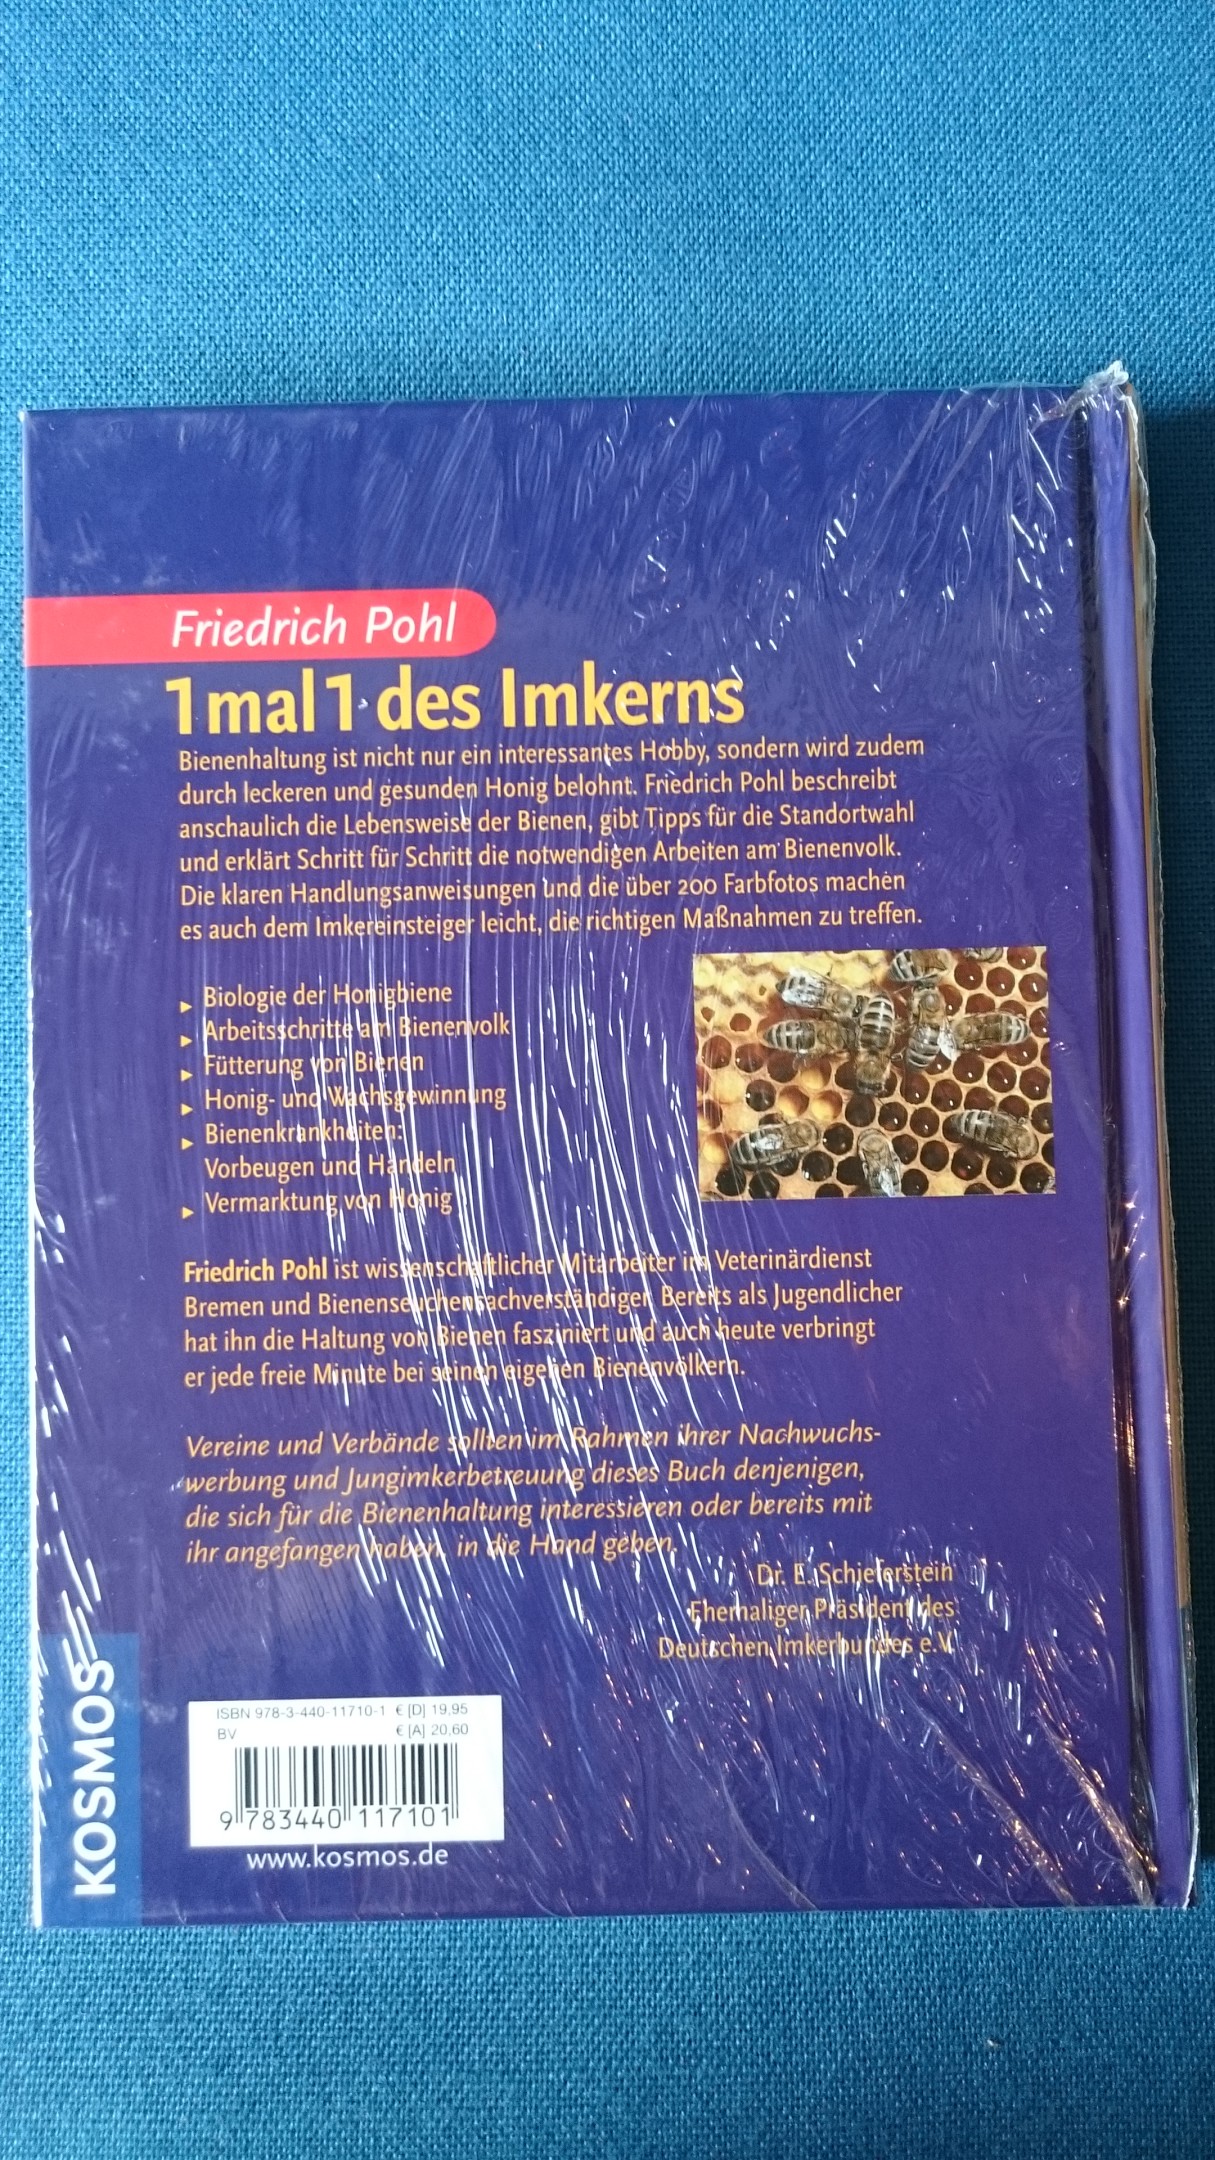 Friedrich Pohl
1mal1 des Imkerns
Bienenhaltung ist nicht nur ein interessantes Hobby, sondern wird zudem
durch leckeren und gesunden Honig belohnt. Friedrich Pohl beschreibt
anschaulich die Lebensweise der Bienen, gibt Tipps für die Standortwahl
und erklärt Schritt für Schritt die notwendigen Arbeiten am Bienenvolk.
Die klaren Handlungsanweisungen und die über 200 Farbfotos machen
es auch dem Imkereinsteiger leicht, die richtigen Maßnahmen zu treffen.
▸ Biologie der Honigbiene
▸ Arbeitsschritte am Bienenvolk
▸ Fütterung von Bienen
▸ Honig- und Wachsgewinnung
▸ Bienenkrankheiten:
Vorbeugen und Handeln
▸ Vermarktung von Honig
Friedrich Pohl ist wissenschaftlicher Mitarbeiter im Veterinärdienst
Bremen und Bienenseuchensachverständiger. Bereits als Jugendlicher
hat ihn die Haltung von Bienen fasziniert und auch heute verbringt
er jede freie Minute bei seinen eigenen Bienenvölkern.
Vereine und Verbände sollten im Rahmen ihrer Nachwuchs-
werbung und Jungimkerbetreuung dieses Buch denjenigen,
die sich für die Bienenhaltung interessieren oder bereits mit
ihr angefangen haben, in die Hand geben.
Dr. E. Schieferstein
Ehemaliger Präsident des
Deutschen Imkerbundes e.V.
KOSMOS
ISBN 978-3-440-11710-1 € [D] 19,95
BV € [A] 20,60
9 783440 117101
www.kosmos.de